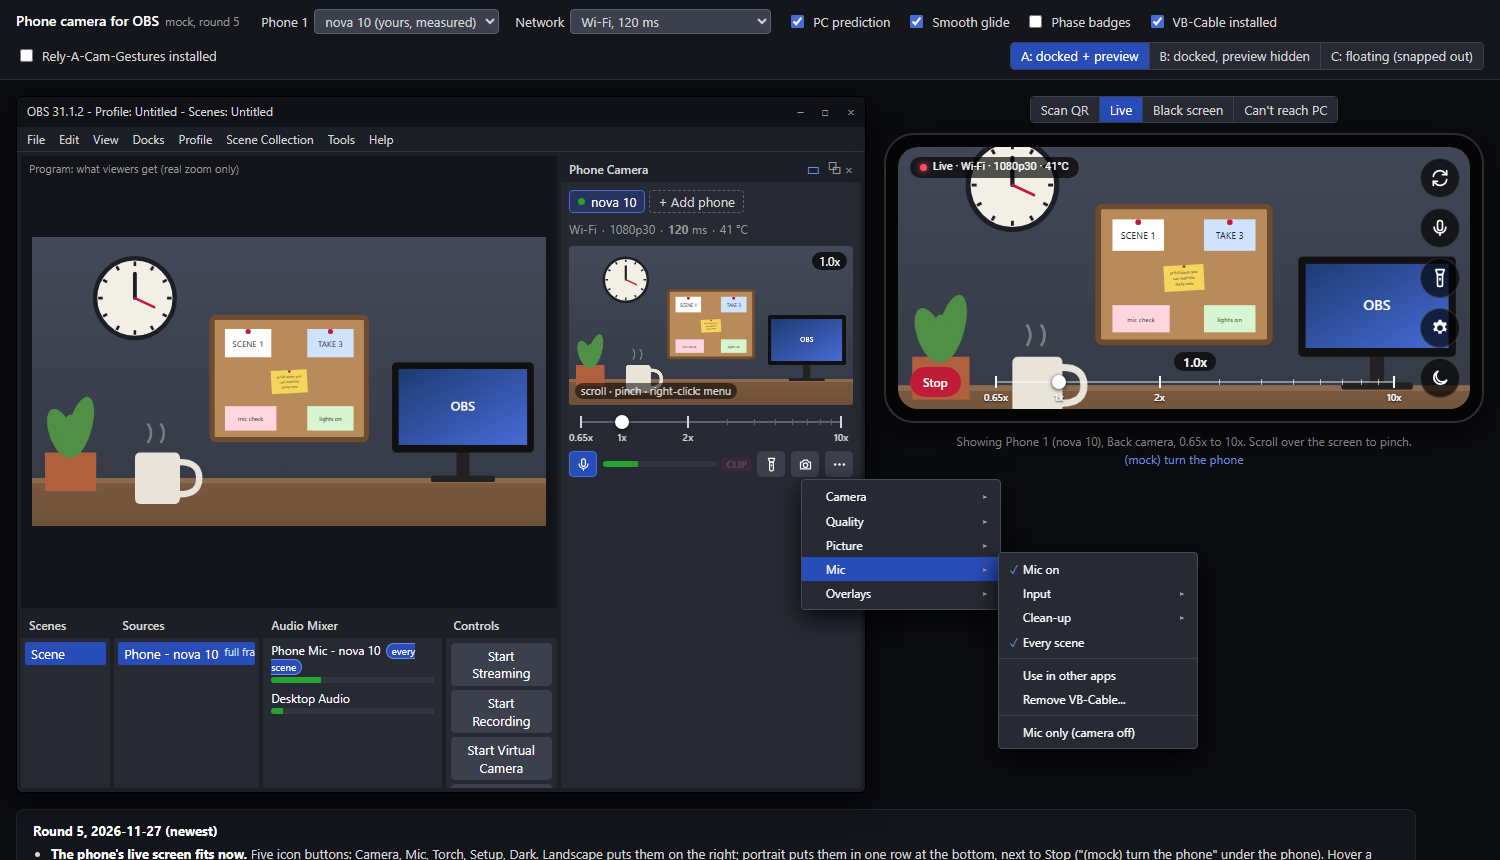 Phone camera for OBS mock, round 5
Phone 1 nova 10 (yours, measured)
Network Wi-Fi, 120 ms
PC prediction
Smooth glide
Phase badges
VB-Cable installed
Rely-A-Cam-Gestures installed
A: docked + preview
B: docked, preview hidden
C: floating (snapped out)
OBS 31.1.2 - Profile: Untitled - Scenes: Untitled
File Edit View Docks Profile Scene Collection Tools Help
Program: what viewers get (real zoom only)
SCENE 1
TAKE 3
mic check
lights on
OBS
Phone Camera
nova 10
+ Add phone
Wi-Fi · 1080p30 · 120 ms · 41 °C
1.0x
SCENE 1
TAKE 3
mic check
lights on
OBS
scroll · pinch · right-click: menu
0.65x 1x 2x 10x
CLIP
Camera
Quality
Picture
Mic
Overlays
✓ Mic on
Input
Clean-up
✓ Every scene
Use in other apps
Remove VB-Cable...
Mic only (camera off)
Scenes
Scene
Sources
Phone - nova 10 full fra
Audio Mixer
Phone Mic - nova 10 every
scene
Desktop Audio
Controls
Start
Streaming
Start
Recording
Start Virtual
Camera
Scan QR
Live
Black screen
Can't reach PC
Live · Wi-Fi · 1080p30 · 41°C
SCENE 1
TAKE 3
mic check
lights on
OBS
1.0x
Stop
0.65x 1x 2x 10x
Showing Phone 1 (nova 10), Back camera, 0.65x to 10x. Scroll over the screen to pinch.
(mock) turn the phone
Round 5, 2026-11-27 (newest)
• The phone's live screen fits now. Five icon buttons: Camera, Mic, Torch, Setup, Dark. Landscape puts them on the right; portrait puts them in one row at the bottom, next to Stop ("(mock) turn the phone" under the phone). Hover a